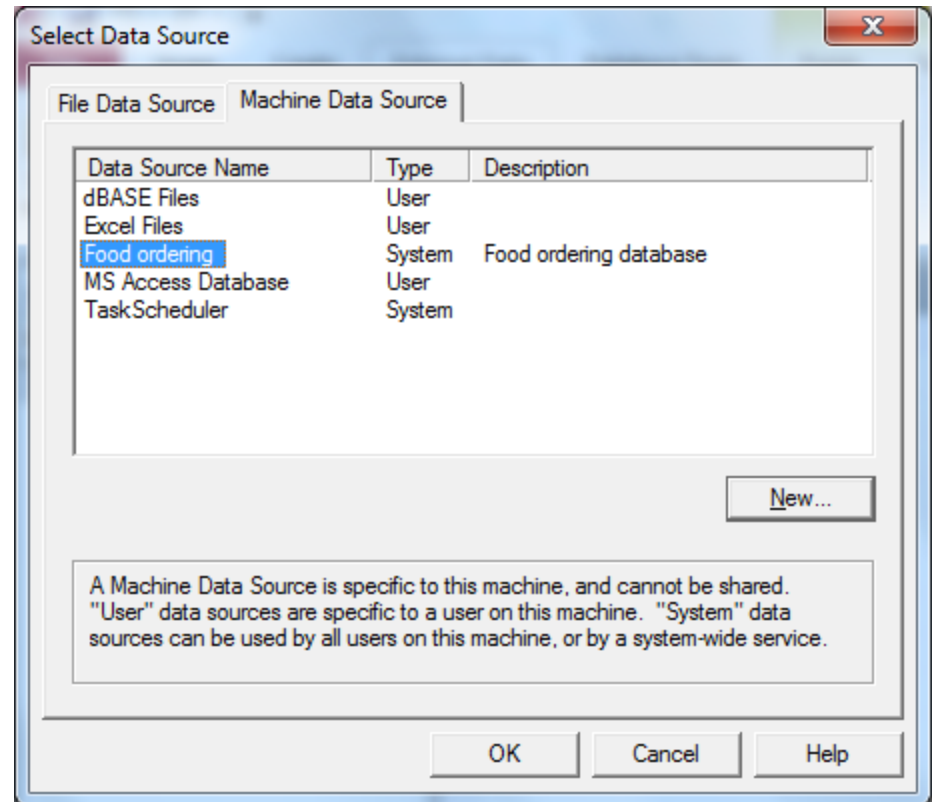 Select Data Source
File Data Source Machine Data Source
Data Source Name Type Description
dBASE Files User
Excel Files User
Food ordering System Food ordering database
MS Access Database User
TaskScheduler System
New...
A Machine Data Source is specific to this machine, and cannot be shared.
"User" data sources are specific to a user on this machine. "System" data
sources can be used by all users on this machine, or by a system-wide service.
OK Cancel Help